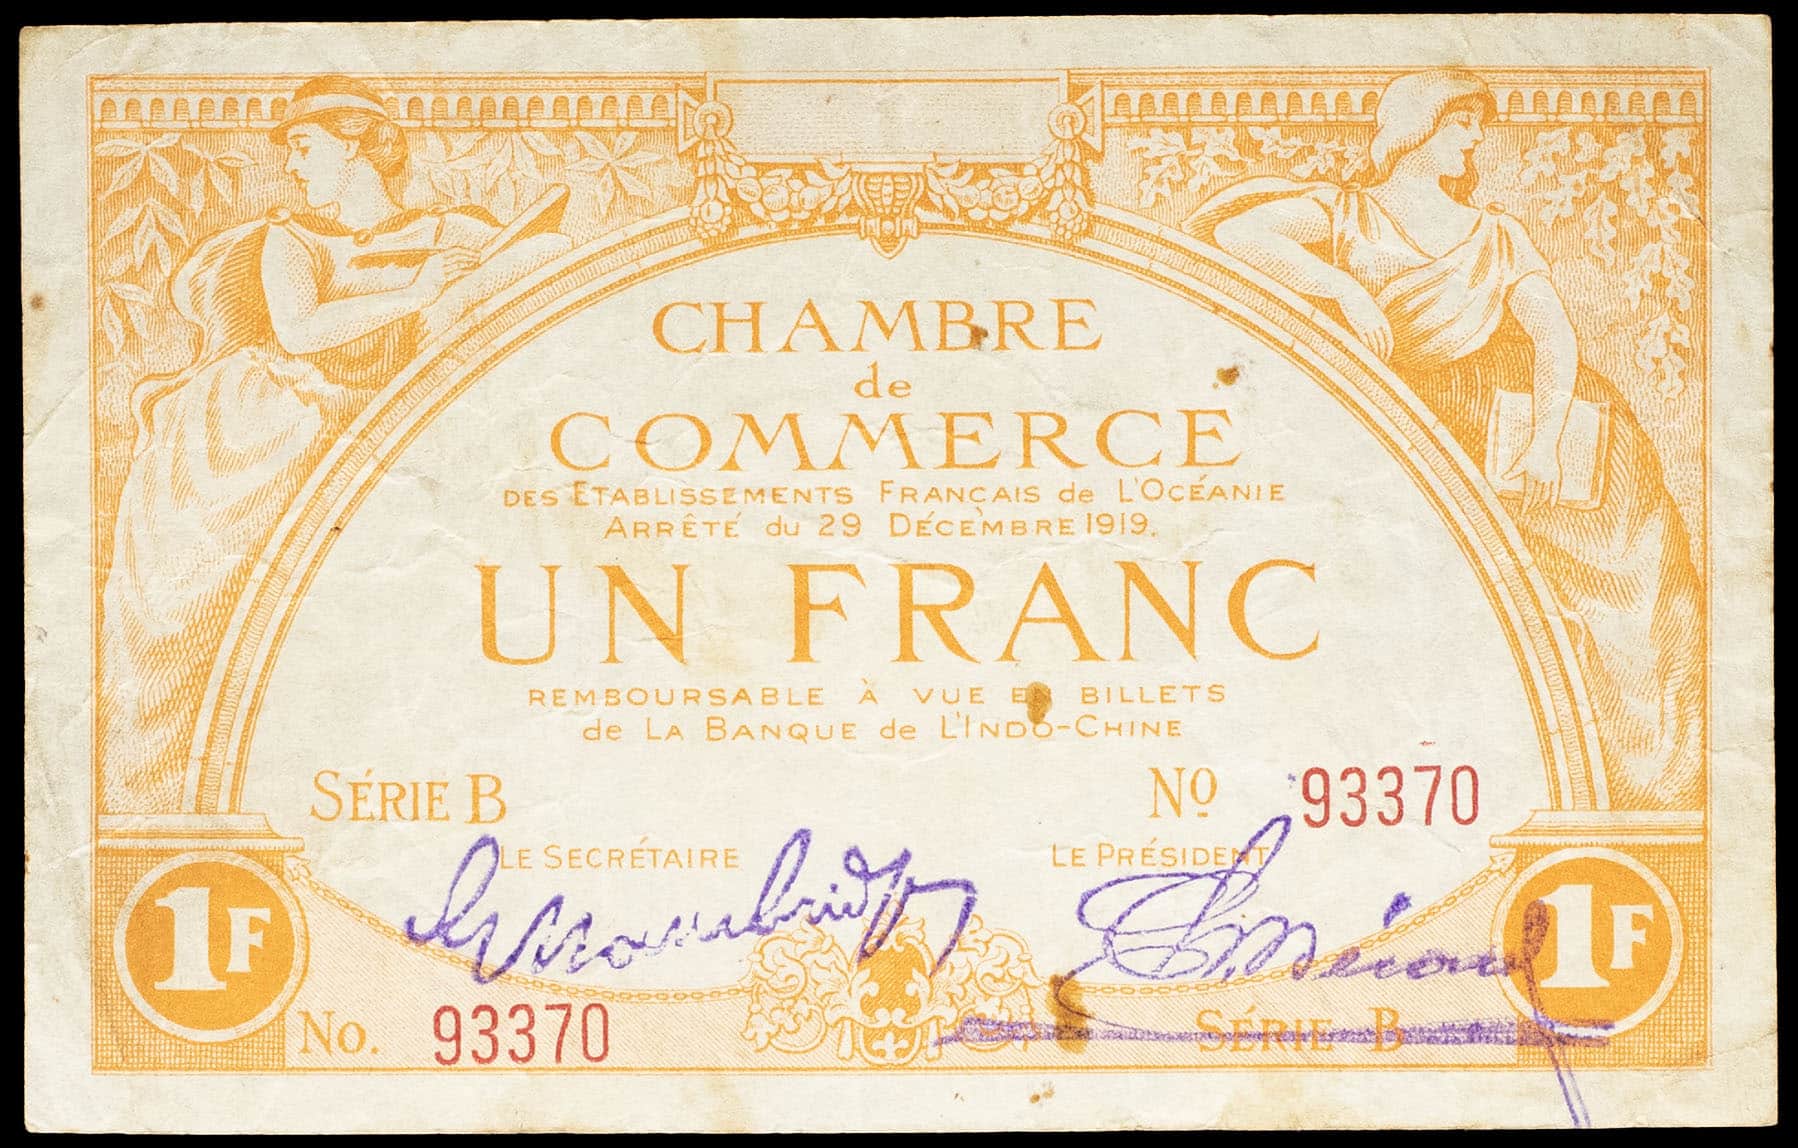 CHAMBRE
de
COMMERCE
DES ETABLISSEMENTS FRANÇAIS de L'OCÉANIE
ARRÊTÉ du 29 DÉCEMBRE 1919.
UN FRANC
REMBOURSABLE À VUE EN BILLETS
de LA BANQUE de L'INDO-CHINE
SÉRIE B Nº 93370
LE SECRÉTAIRE LE PRÉSIDENT
1F 1F
No. 93370 SÉRIE B